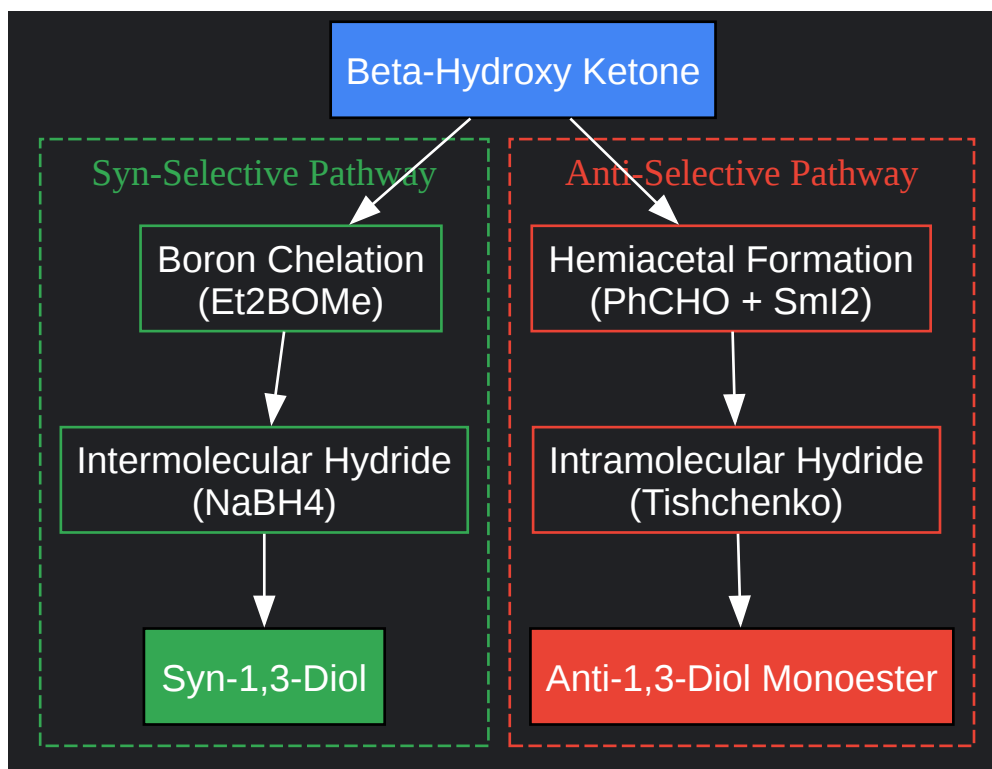 Beta-Hydroxy Ketone
Syn-Selective Pathway
Anti-Selective Pathway
Boron Chelation
(Et2BOMe)
Hemiacetal Formation
(PhCHO + SmI2)
Intermolecular Hydride
(NaBH4)
Intramolecular Hydride
(Tishchenko)
Syn-1,3-Diol
Anti-1,3-Diol Monoester